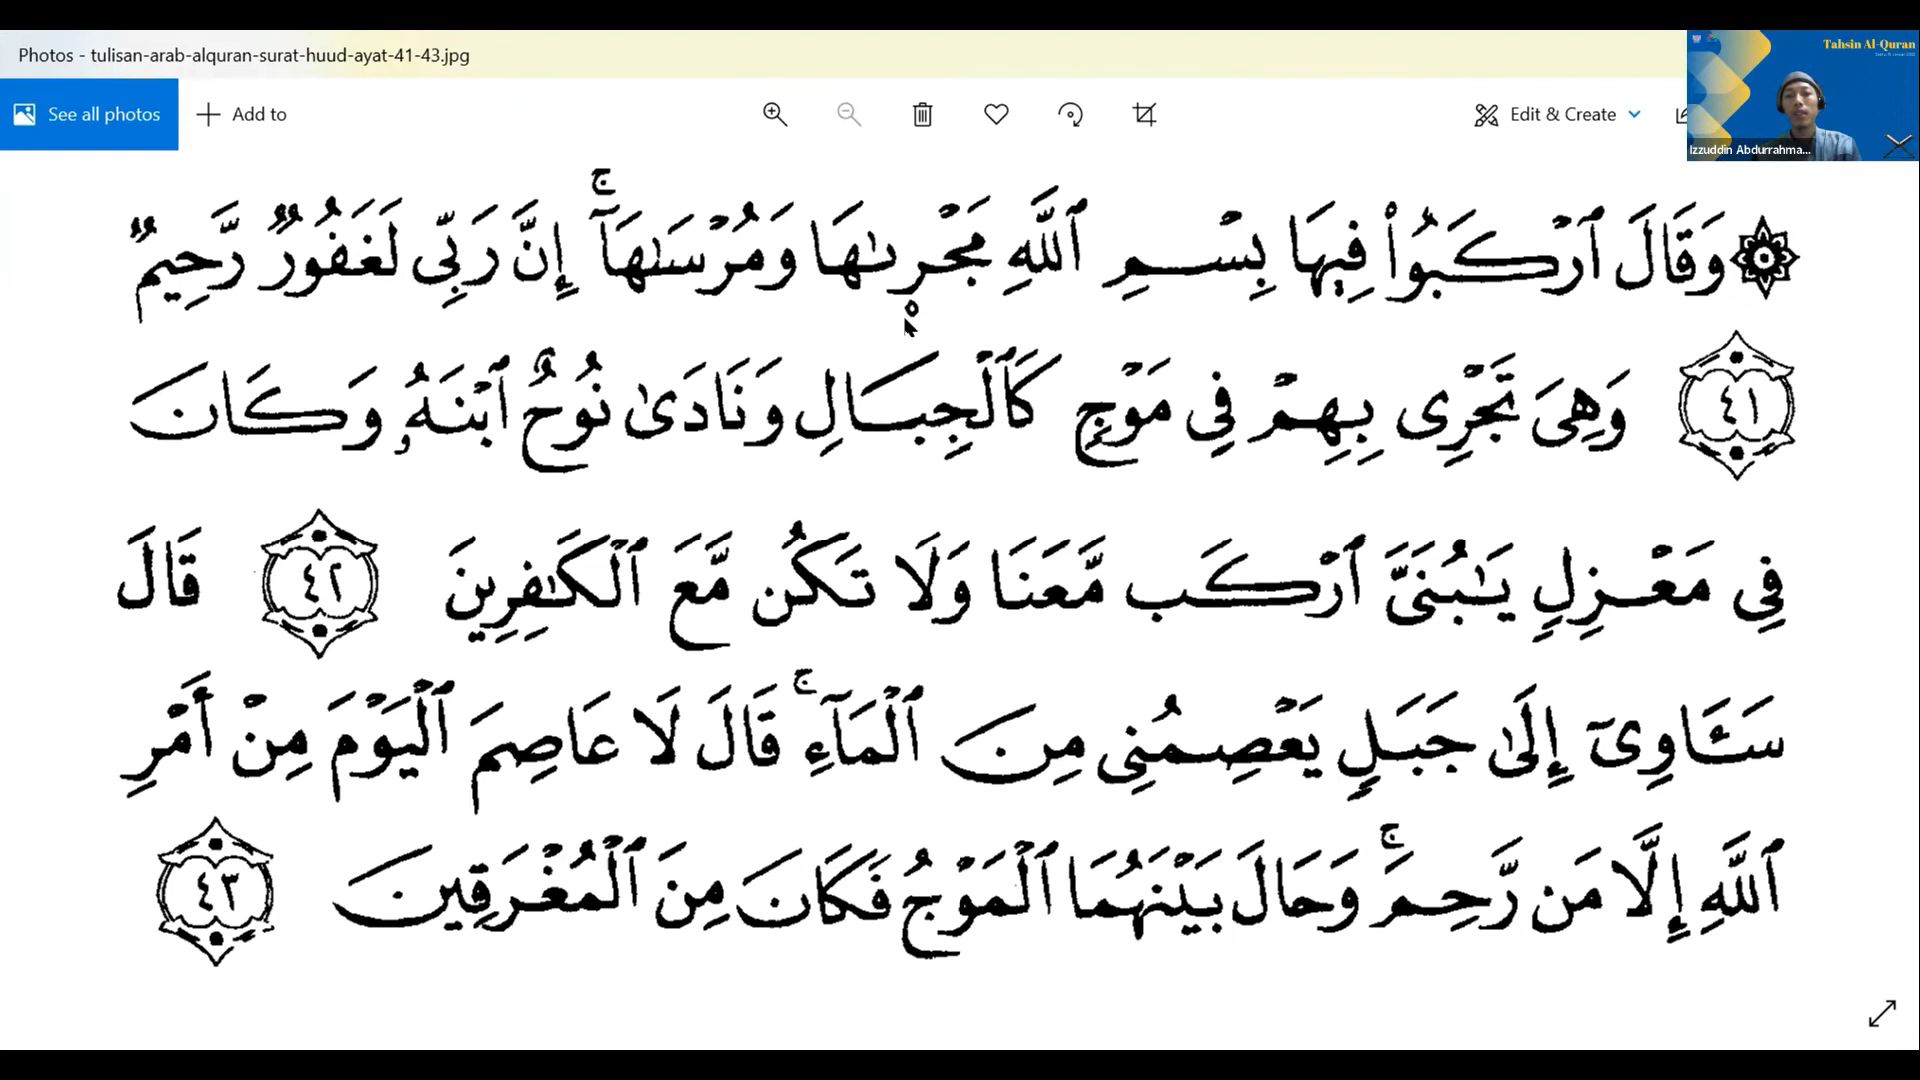 Photos - tulisan-arab-alquran-surat-huud-ayat-41-43.jpg
See all photos
Add to
Edit & Create
Tahsin Al-Quran
Izzuddin Abdurrahma...
۞ وَقَالَ ٱرْكَبُوا۟ فِيهَا بِسْمِ ٱللَّهِ مَجْر۪ىٰهَا وَمُرْسَىٰهَآ ۚ إِنَّ رَبِّى لَغَفُورٌ رَّحِيمٌ
٤١ وَهِىَ تَجْرِى بِهِمْ فِى مَوْجٍ كَٱلْجِبَالِ وَنَادَىٰ نُوحٌ ٱبْنَهُۥ وَكَانَ
فِى مَعْزِلٍ يَـٰبُنَىَّ ٱرْكَب مَّعَنَا وَلَا تَكُن مَّعَ ٱلْكَـٰفِرِينَ ٤٢ قَالَ
سَـَٔاوِىٓ إِلَىٰ جَبَلٍ يَعْصِمُنِى مِنَ ٱلْمَآءِ ۚ قَالَ لَا عَاصِمَ ٱلْيَوْمَ مِنْ أَمْرِ
ٱللَّهِ إِلَّا مَن رَّحِمَ ۚ وَحَالَ بَيْنَهُمَا ٱلْمَوْجُ فَكَانَ مِنَ ٱلْمُغْرَقِينَ ٤٣